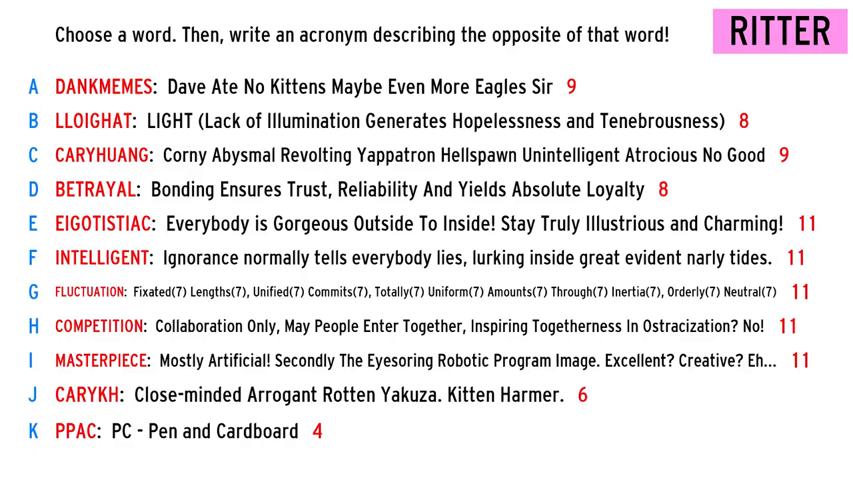 Choose a word. Then, write an acronym describing the opposite of that word!
RITTER
A DANKMEMES: Dave Ate No Kittens Maybe Even More Eagles Sir 9
B LLOIGHAT: LIGHT (Lack of Illumination Generates Hopelessness and Tenebrousness) 8
C CARYHUANG: Corny Abysmal Revolting Yappatron Hellspawn Unintelligent Atrocious No Good 9
D BETRAYAL: Bonding Ensures Trust, Reliability And Yields Absolute Loyalty 8
E EIGOTISTIAC: Everybody is Gorgeous Outside To Inside! Stay Truly Illustrious and Charming! 11
F INTELLIGENT: Ignorance normally tells everybody lies, lurking inside great evident narly tides. 11
G FLUCTUATION: Fixated(7) Lengths(7), Unified(7) Commits(7), Totally(7) Uniform(7) Amounts(7) Through(7) Inertia(7), Orderly(7) Neutral(7) 11
H COMPETITION: Collaboration Only, May People Enter Together, Inspiring Togetherness In Ostracization? No! 11
I MASTERPIECE: Mostly Artificial! Secondly The Eyesoring Robotic Program Image. Excellent? Creative? Eh... 11
J CARYKH: Close-minded Arrogant Rotten Yakuza. Kitten Harmer. 6
K PPAC: PC - Pen and Cardboard 4